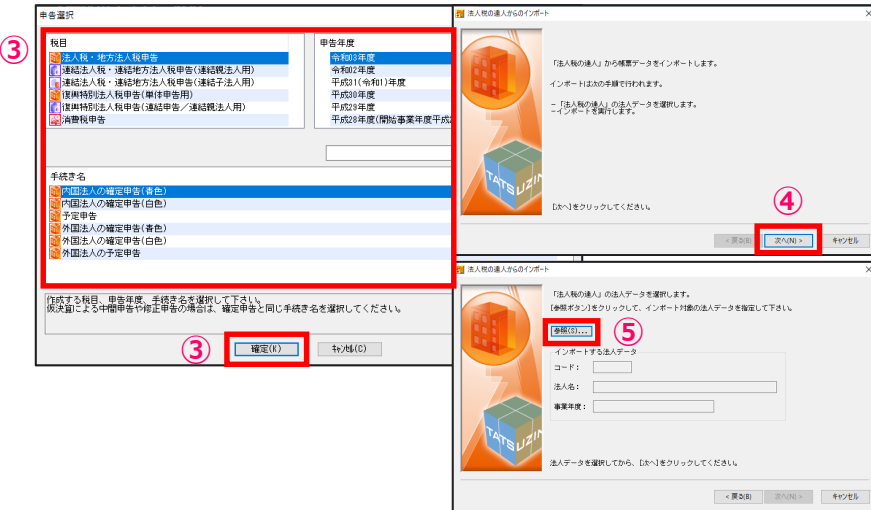 申告選択
③
税目
法人税・地方法人税申告
連結法人税・連結地方法人税申告(連結親法人用)
連結法人税・連結地方法人税申告(連結子法人用)
復興特別法人税申告(単体申告用)
復興特別法人税申告(連結申告／連結親法人用)
消費税申告
申告年度
令和03年度
令和02年度
平成31(令和1)年度
平成30年度
平成29年度
平成28年度(開始事業年度平成
手続き名
内国法人の確定申告(青色)
内国法人の確定申告(白色)
予定申告
外国法人の確定申告(青色)
外国法人の確定申告(白色)
外国法人の予定申告
作成する税目、申告年度、手続き名を選択して下さい。
仮決算による中間申告や修正申告の場合は、確定申告と同じ手続き名を選択してください。
③
確定(K)
ｷｬﾝｾﾙ(C)
法人税の達人からのインポート
「法人税の達人」から帳票データをインポートします。
インポートは次の手順で行われます。
－「法人税の達人」の法人データを選択します。
－インポートを実行します。
TATSUZIN
[次へ]をクリックしてください。
④
< 戻る(B)
次へ(N) >
キャンセル
法人税の達人からのインポート
「法人税の達人」の法人データを選択します。
[参照ボタン]をクリックして、インポート対象の法人データを指定して下さい。
参照(S)...
⑤
インポートする法人データ
コード：
法人名：
事業年度：
TATSUZIN
法人データを選択してから、[次へ]をクリックしてください。
< 戻る(B)
次へ(N) >
キャンセル